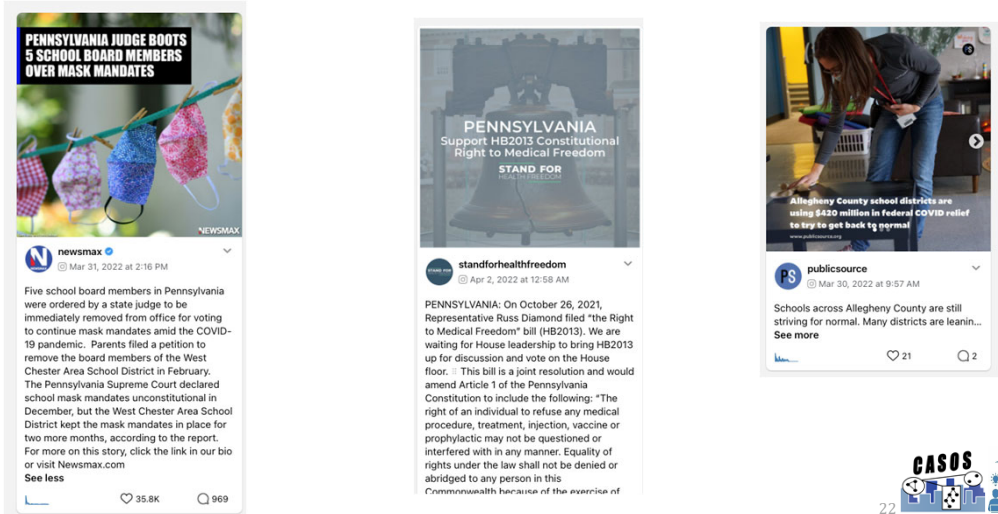 PENNSYLVANIA JUDGE BOOTS
5 SCHOOL BOARD MEMBERS
OVER MASK MANDATES
NEWSMAX
newsmax
Mar 31, 2022 at 2:16 PM
Five school board members in Pennsylvania
were ordered by a state judge to be
immediately removed from office for voting
to continue mask mandates amid the COVID-
19 pandemic. Parents filed a petition to
remove the board members of the West
Chester Area School District in February.
The Pennsylvania Supreme Court declared
school mask mandates unconstitutional in
December, but the West Chester Area School
District kept the mask mandates in place for
two more months, according to the report.
For more on this story, click the link in our bio
or visit Newsmax.com
See less
35.8K
969
PENNSYLVANIA
Support HB2013 Constitutional
Right to Medical Freedom
STAND FOR
HEALTH FREEDOM
standforhealthfreedom
Apr 2, 2022 at 12:58 AM
PENNSYLVANIA: On October 26, 2021,
Representative Russ Diamond filed "the Right
to Medical Freedom" bill (HB2013). We are
waiting for House leadership to bring HB2013
up for discussion and vote on the House
floor. This bill is a joint resolution and would
amend Article 1 of the Pennsylvania
Constitution to include the following: "The
right of an individual to refuse any medical
procedure, treatment, injection, vaccine or
prophylactic may not be questioned or
interfered with in any manner. Equality of
rights under the law shall not be denied or
abridged to any person in this
Commonwealth because of the exercise of
Allegheny County school districts are
using $420 million in federal COVID relief
to try to get back to normal
www.publicsource.org
PS
publicsource
Mar 30, 2022 at 9:57 AM
Schools across Allegheny County are still
striving for normal. Many districts are leanin...
See more
21
2
CASOS
22